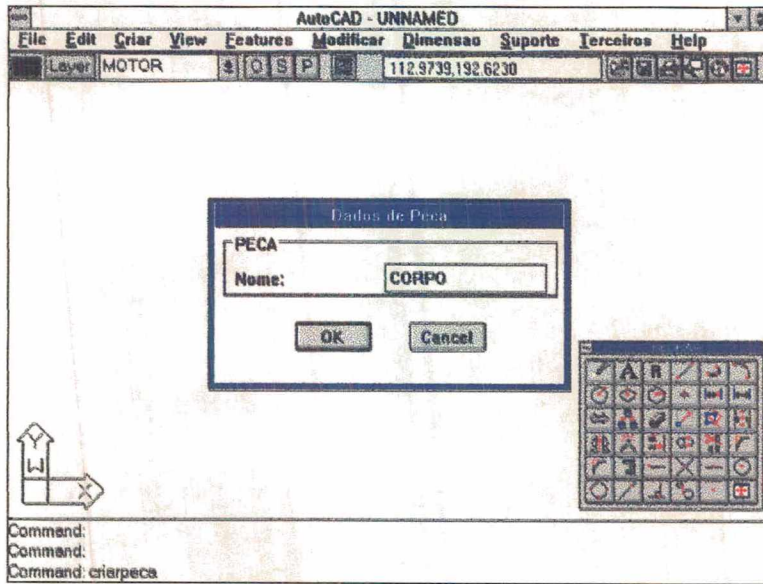 AutoCAD - UNNAMED
File Edit Criar View Features Modificar Dimensao Suporte Terceiros Help
Layer MOTOR O S P 112.9739,192.6230
Dados de Peca
PECA
Nome: CORPO
OK Cancel
A R
Y
W
X
Command:
Command:
Command: criarpeca